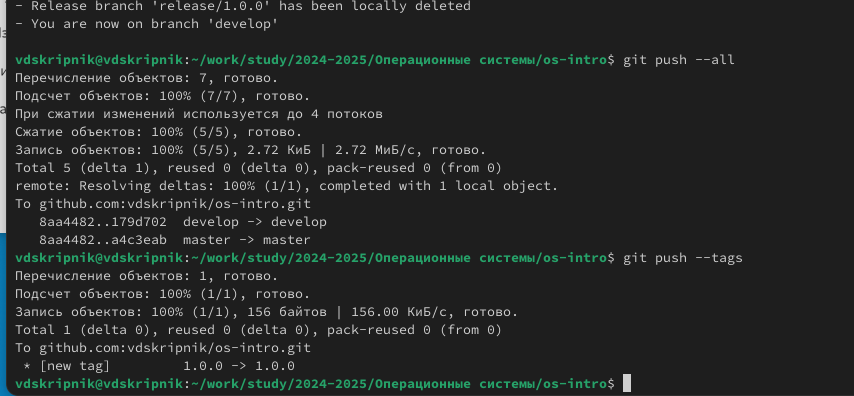 - Release branch 'release/1.0.0' has been locally deleted
- You are now on branch 'develop'
vdskripnik@vdskripnik:~/work/study/2024-2025/Операционные системы/os-intro$ git push --all
Перечисление объектов: 7, готово.
Подсчет объектов: 100% (7/7), готово.
При сжатии изменений используется до 4 потоков
Сжатие объектов: 100% (5/5), готово.
Запись объектов: 100% (5/5), 2.72 КиБ | 2.72 МиБ/с, готово.
Total 5 (delta 1), reused 0 (delta 0), pack-reused 0 (from 0)
remote: Resolving deltas: 100% (1/1), completed with 1 local object.
To github.com:vdskripnik/os-intro.git
   8aa4482..179d702  develop -> develop
   8aa4482..a4c3eab  master -> master
vdskripnik@vdskripnik:~/work/study/2024-2025/Операционные системы/os-intro$ git push --tags
Перечисление объектов: 1, готово.
Подсчет объектов: 100% (1/1), готово.
Запись объектов: 100% (1/1), 156 байтов | 156.00 КиБ/с, готово.
Total 1 (delta 0), reused 0 (delta 0), pack-reused 0 (from 0)
To github.com:vdskripnik/os-intro.git
 * [new tag]         1.0.0 -> 1.0.0
vdskripnik@vdskripnik:~/work/study/2024-2025/Операционные системы/os-intro$